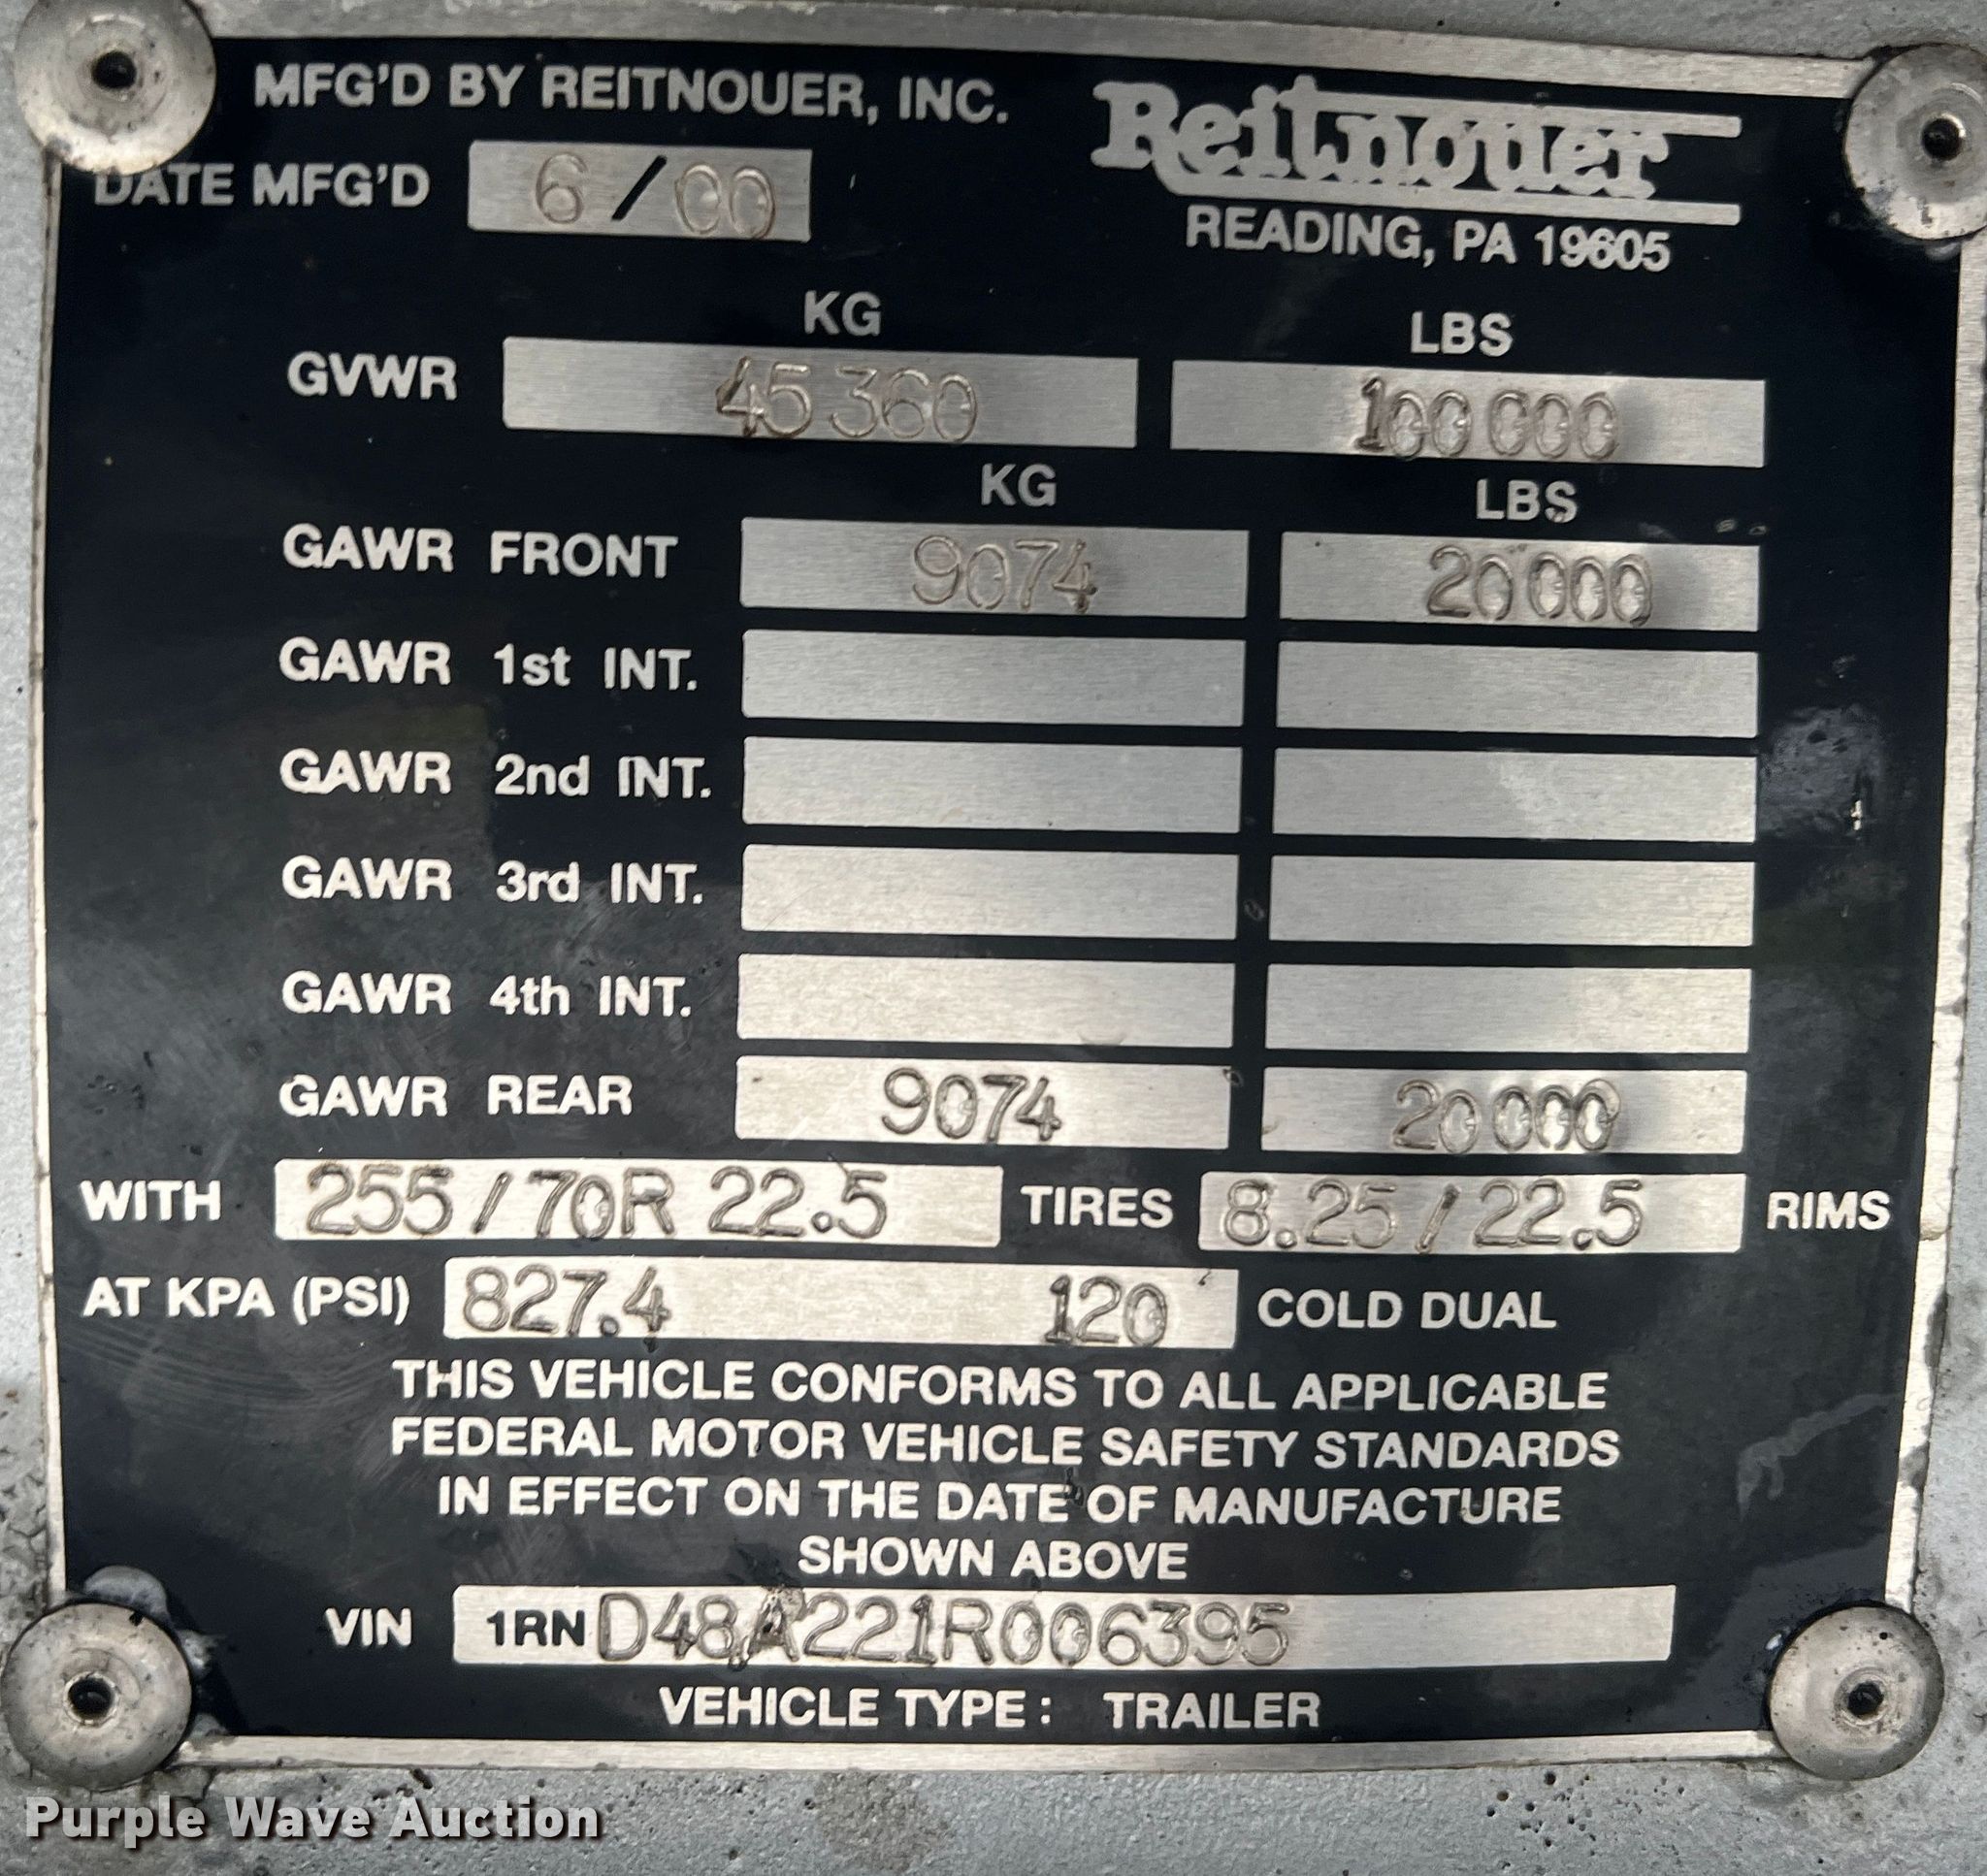 MFG'D BY REITNOUER, INC.
Reitnouer
DATE MFG'D 6/00
READING, PA 19605
KG LBS
GVWR 45360 100000
KG LBS
GAWR FRONT 9074 20000
GAWR 1st INT.
GAWR 2nd INT.
GAWR 3rd INT.
GAWR 4th INT.
GAWR REAR 9074 20000
WITH 255/70R 22.5 TIRES 8.25/22.5 RIMS
AT KPA (PSI) 827.4 120 COLD DUAL
THIS VEHICLE CONFORMS TO ALL APPLICABLE
FEDERAL MOTOR VEHICLE SAFETY STANDARDS
IN EFFECT ON THE DATE OF MANUFACTURE
SHOWN ABOVE
VIN 1RND48A221R006395
VEHICLE TYPE: TRAILER
Purple Wave Auction